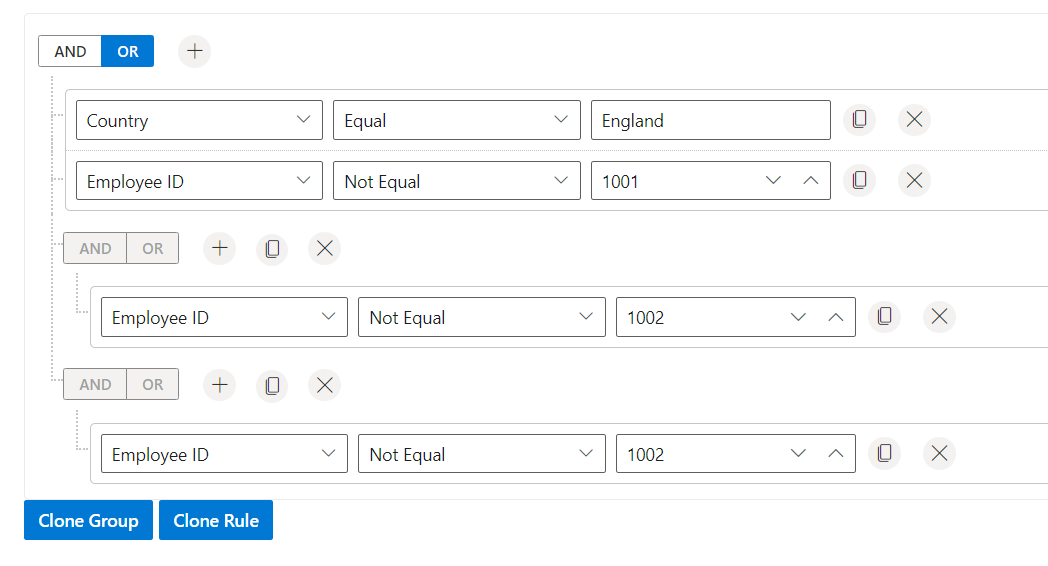 AND OR
Country Equal England
Employee ID Not Equal 1001
AND OR
Employee ID Not Equal 1002
AND OR
Employee ID Not Equal 1002
Clone Group Clone Rule